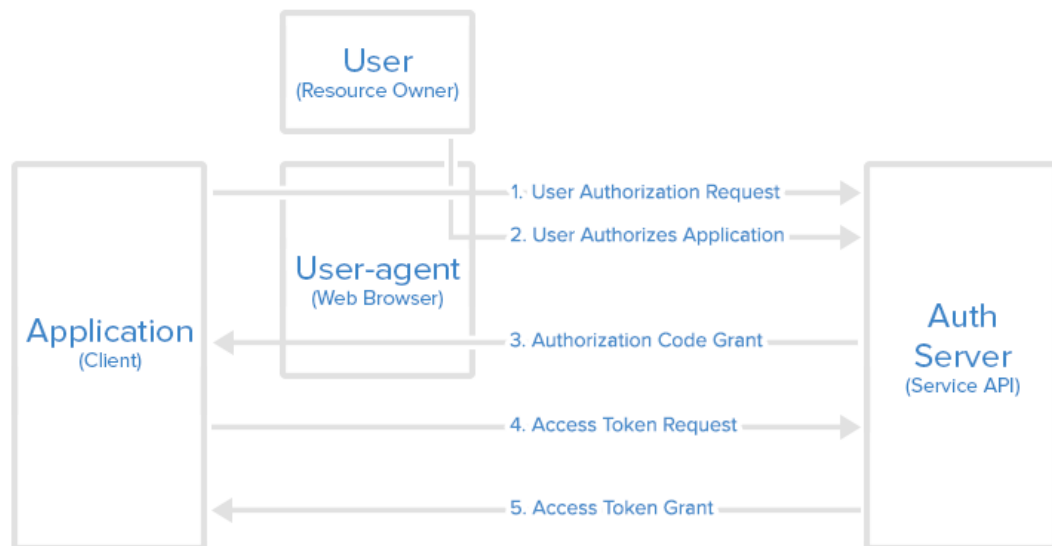 User
(Resource Owner)
1. User Authorization Request
2. User Authorizes Application
User-agent
(Web Browser)
Application
(Client)
3. Authorization Code Grant
Auth
Server
(Service API)
4. Access Token Request
5. Access Token Grant